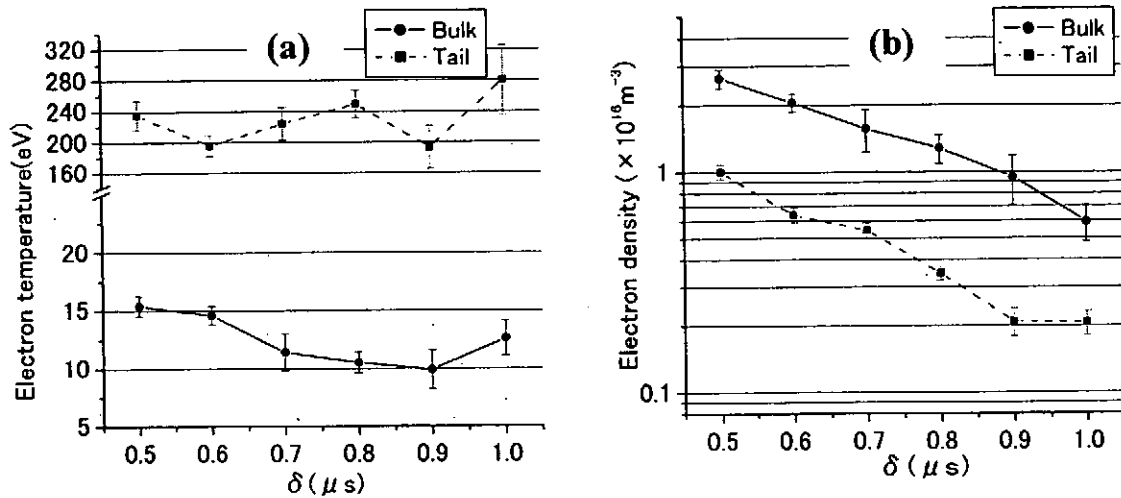 (a)
Bulk
Tail
Electron temperature(eV)
320
280
240
200
160
20
15
10
5
0.5 0.6 0.7 0.8 0.9 1.0
δ(μs)
(b)
Bulk
Tail
Electron density (×10¹⁶m⁻³)
1
0.1
0.5 0.6 0.7 0.8 0.9 1.0
δ(μs)